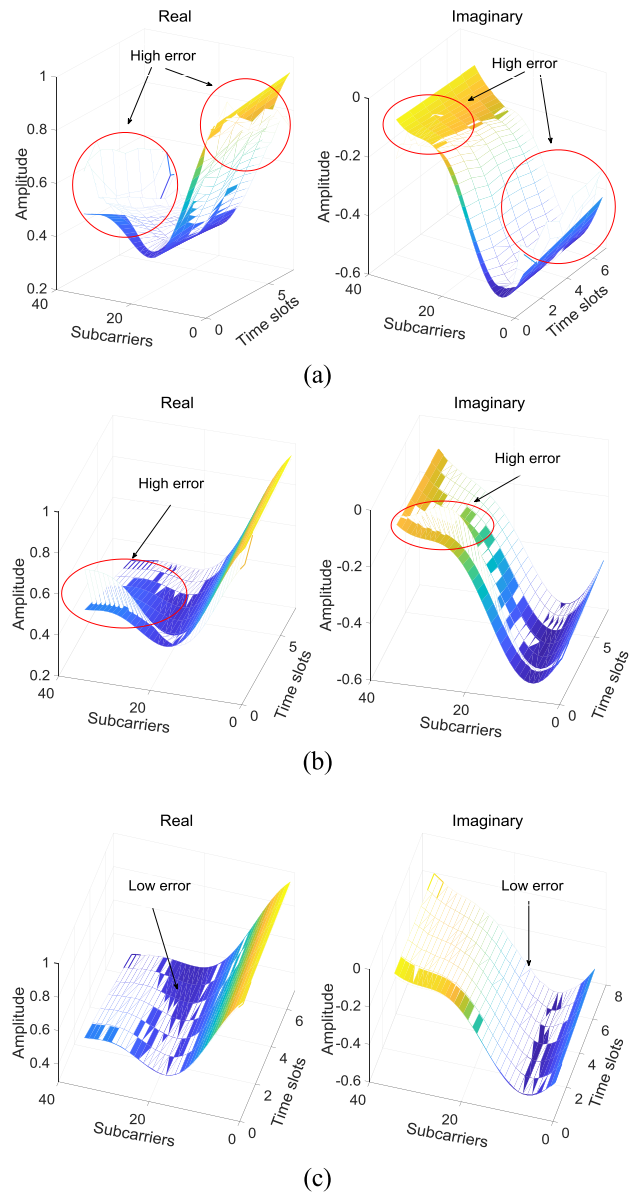 Real
Imaginary
High error
High error
1
0.8
0.6
0.4
0.2
Amplitude
40
20
0
Subcarriers
0
5
Time slots
0
-0.2
-0.4
-0.6
Amplitude
40
20
0
Subcarriers
0
2
4
6
Time slots
(a)
Real
Imaginary
High error
High error
1
0.8
0.6
0.4
0.2
Amplitude
40
20
0
Subcarriers
0
5
Time slots
0
-0.2
-0.4
-0.6
Amplitude
40
20
0
Subcarriers
0
5
Time slots
(b)
Real
Imaginary
Low error
Low error
1
0.8
0.6
0.4
Amplitude
40
20
0
Subcarriers
0
2
4
6
Time slots
0
-0.2
-0.4
-0.6
Amplitude
40
20
0
Subcarriers
0
2
4
6
8
Time slots
(c)